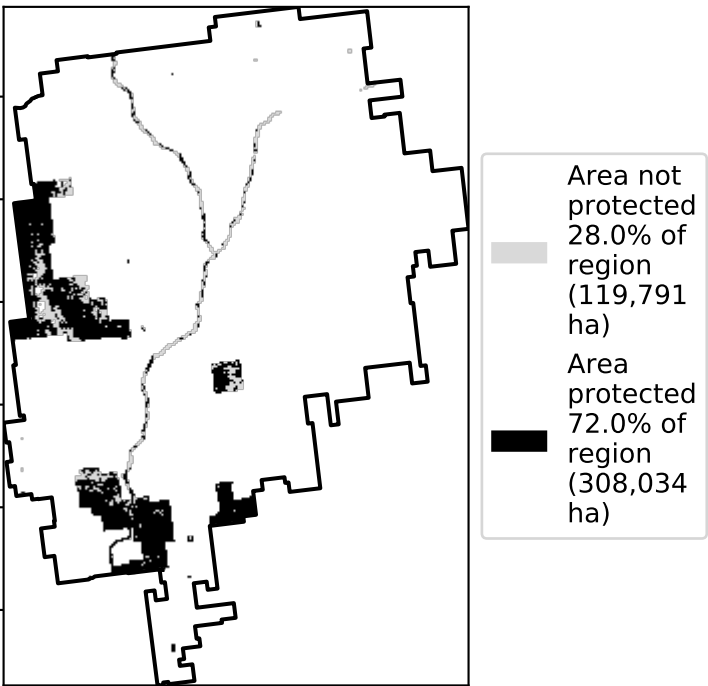 Area not
protected
28.0% of
region
(119,791
ha)
Area
protected
72.0% of
region
(308,034
ha)